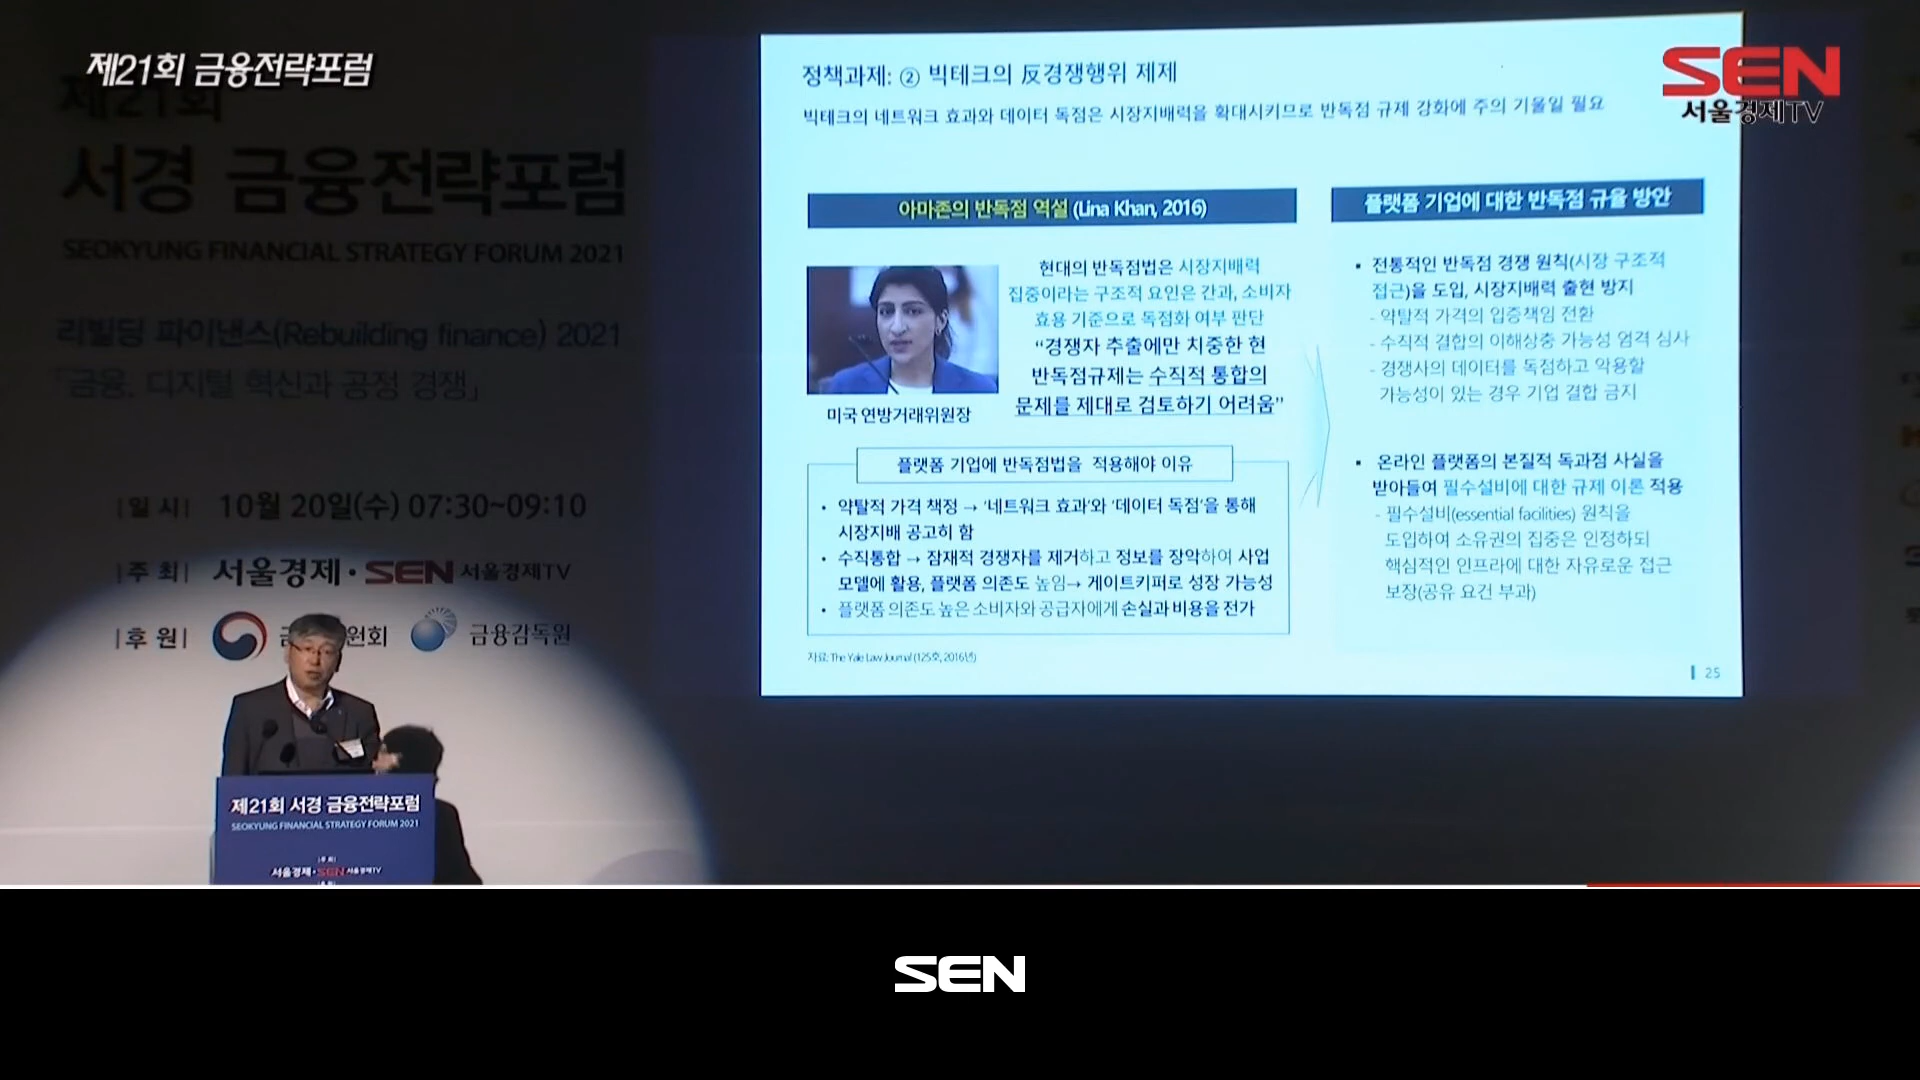 제21회 금융전략포럼
제21회
서경 금융전략포럼
SEOKYUNG FINANCIAL STRATEGY FORUM 2021
리빌딩 파이낸스(Rebuilding finance) 2021
「금융, 디지털 혁신과 공정 경쟁」
|일 시| 10월 20일(수) 07:30~09:10
|주 최| 서울경제·SEN 서울경제TV
|후 원| 금 원회 금융감독원
제21회 서경 금융전략포럼
SEOKYUNG FINANCIAL STRATEGY FORUM 2021
|주 최|
서울경제·SEN 서울경제TV
SEN
서울경제TV
정책과제: ② 빅테크의 反경쟁행위 제제
빅테크의 네트워크 효과와 데이터 독점은 시장지배력을 확대시키므로 반독점 규제 강화에 주의 기울일 필요
아마존의 반독점 역설 (Lina Khan, 2016)
현대의 반독점법은 시장지배력
집중이라는 구조적 요인은 간과, 소비자
효용 기준으로 독점화 여부 판단
“경쟁자 추출에만 치중한 현
반독점규제는 수직적 통합의
문제를 제대로 검토하기 어려움”
미국 연방거래위원장
플랫폼 기업에 반독점법을 적용해야 이유
• 약탈적 가격 책정 → ‘네트워크 효과’와 ‘데이터 독점’을 통해
시장지배 공고히 함
• 수직통합 → 잠재적 경쟁자를 제거하고 정보를 장악하여 사업
모델에 활용, 플랫폼 의존도 높임→ 게이트키퍼로 성장 가능성
• 플랫폼 의존도 높은 소비자와 공급자에게 손실과 비용을 전가
자료: The Yale Law Journal (125호, 2016년)
플랫폼 기업에 대한 반독점 규율 방안
▪ 전통적인 반독점 경쟁 원칙(시장 구조적
접근)을 도입, 시장지배력 출현 방지
- 약탈적 가격의 입증책임 전환
- 수직적 결합의 이해상충 가능성 엄격 심사
- 경쟁사의 데이터를 독점하고 악용할
가능성이 있는 경우 기업 결합 금지
▪ 온라인 플랫폼의 본질적 독과점 사실을
받아들여 필수설비에 대한 규제 이론 적용
- 필수설비(essential facilities) 원칙을
도입하여 소유권의 집중은 인정하되
핵심적인 인프라에 대한 자유로운 접근
보장(공유 요건 부과)
25
SEN